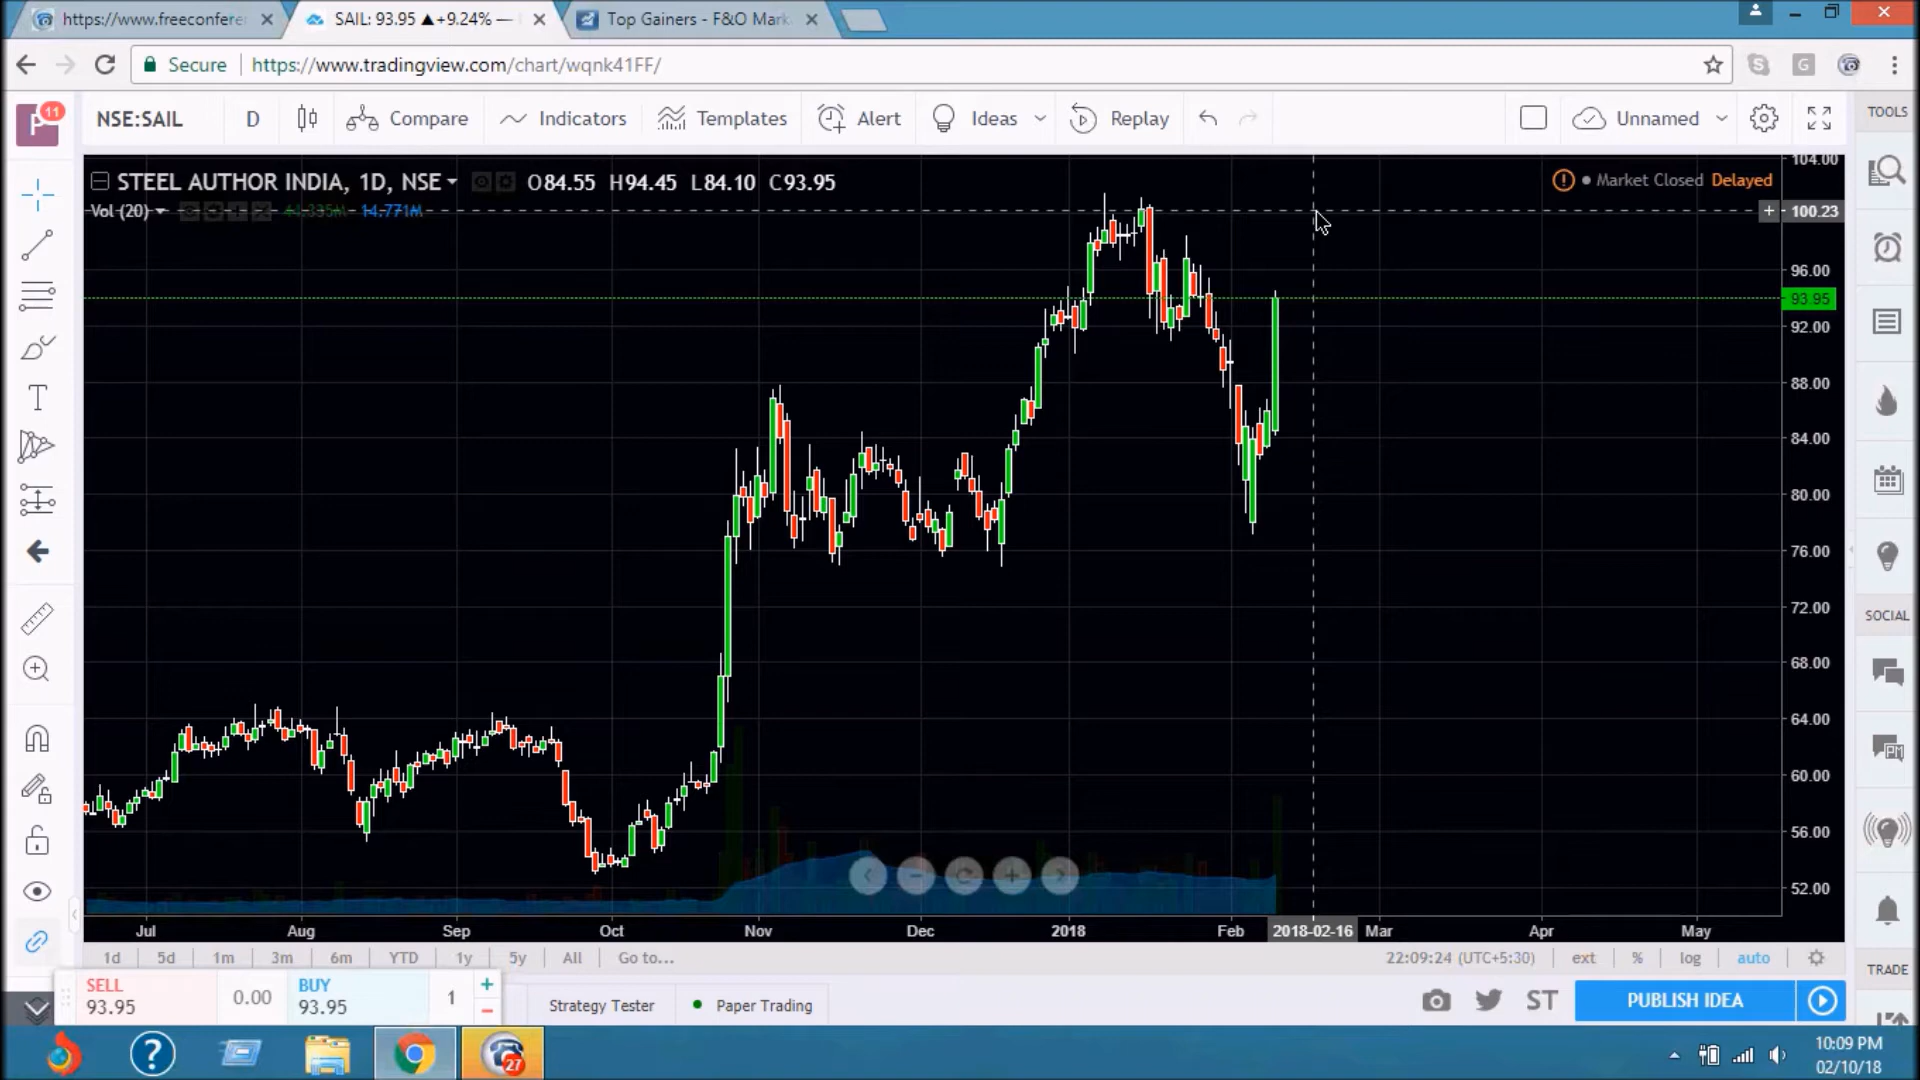 https://www.freeconfere
SAIL: 93.95 ▲+9.24% —
Top Gainers - F&O Mark
Secure
https://www.tradingview.com/chart/wqnk41FF/
P 11
NSE:SAIL
D
Compare
Indicators
Templates
Alert
Ideas
Replay
Unnamed
TOOLS
STEEL AUTHOR INDIA, 1D, NSE
O84.55 H94.45 L84.10 C93.95
Market Closed Delayed
Vol (20)
44.335M 14.771M
104.00
100.23
96.00
93.95
92.00
88.00
84.00
80.00
76.00
72.00
68.00
64.00
60.00
56.00
52.00
SOCIAL
PM
Jul Aug Sep Oct Nov Dec 2018 Feb 2018-02-16 Mar Apr May
1d 5d 1m 3m 6m YTD 1y 5y All Go to...
22:09:24 (UTC+5:30) ext % log auto
TRADE
SELL
93.95
0.00
BUY
93.95
1
Strategy Tester
Paper Trading
ST
PUBLISH IDEA
27
10:09 PM
02/10/18